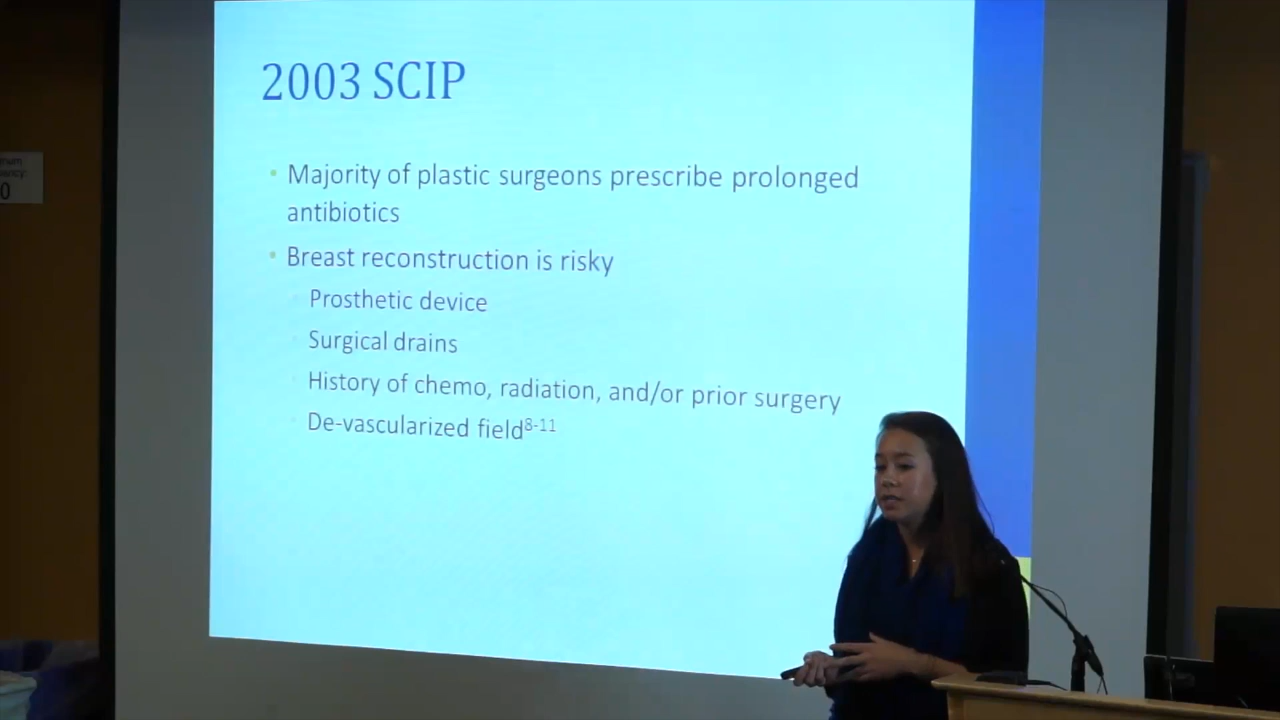 2003 SCIP
Majority of plastic surgeons prescribe prolonged
antibiotics
Breast reconstruction is risky
Prosthetic device
Surgical drains
History of chemo, radiation, and/or prior surgery
De-vascularized field8-11
0